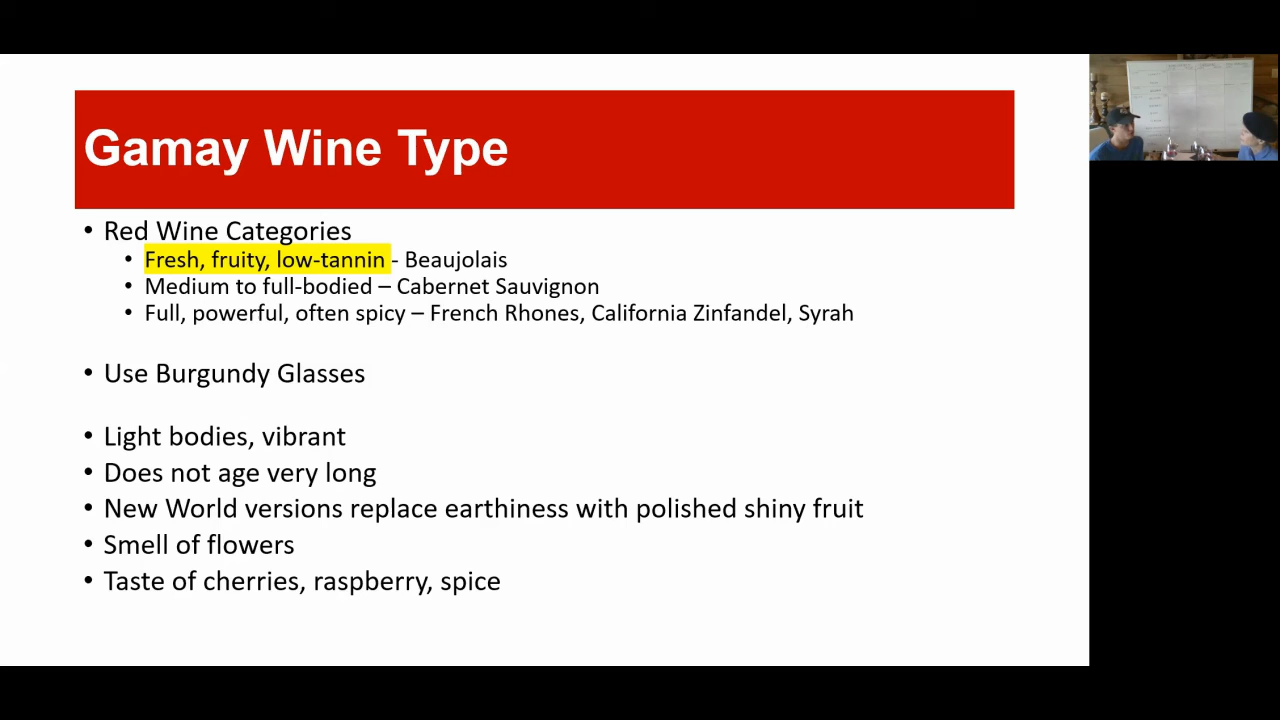 Gamay Wine Type
• Red Wine Categories
• Fresh, fruity, low-tannin - Beaujolais
• Medium to full-bodied – Cabernet Sauvignon
• Full, powerful, often spicy – French Rhones, California Zinfandel, Syrah
• Use Burgundy Glasses
• Light bodies, vibrant
• Does not age very long
• New World versions replace earthiness with polished shiny fruit
• Smell of flowers
• Taste of cherries, raspberry, spice